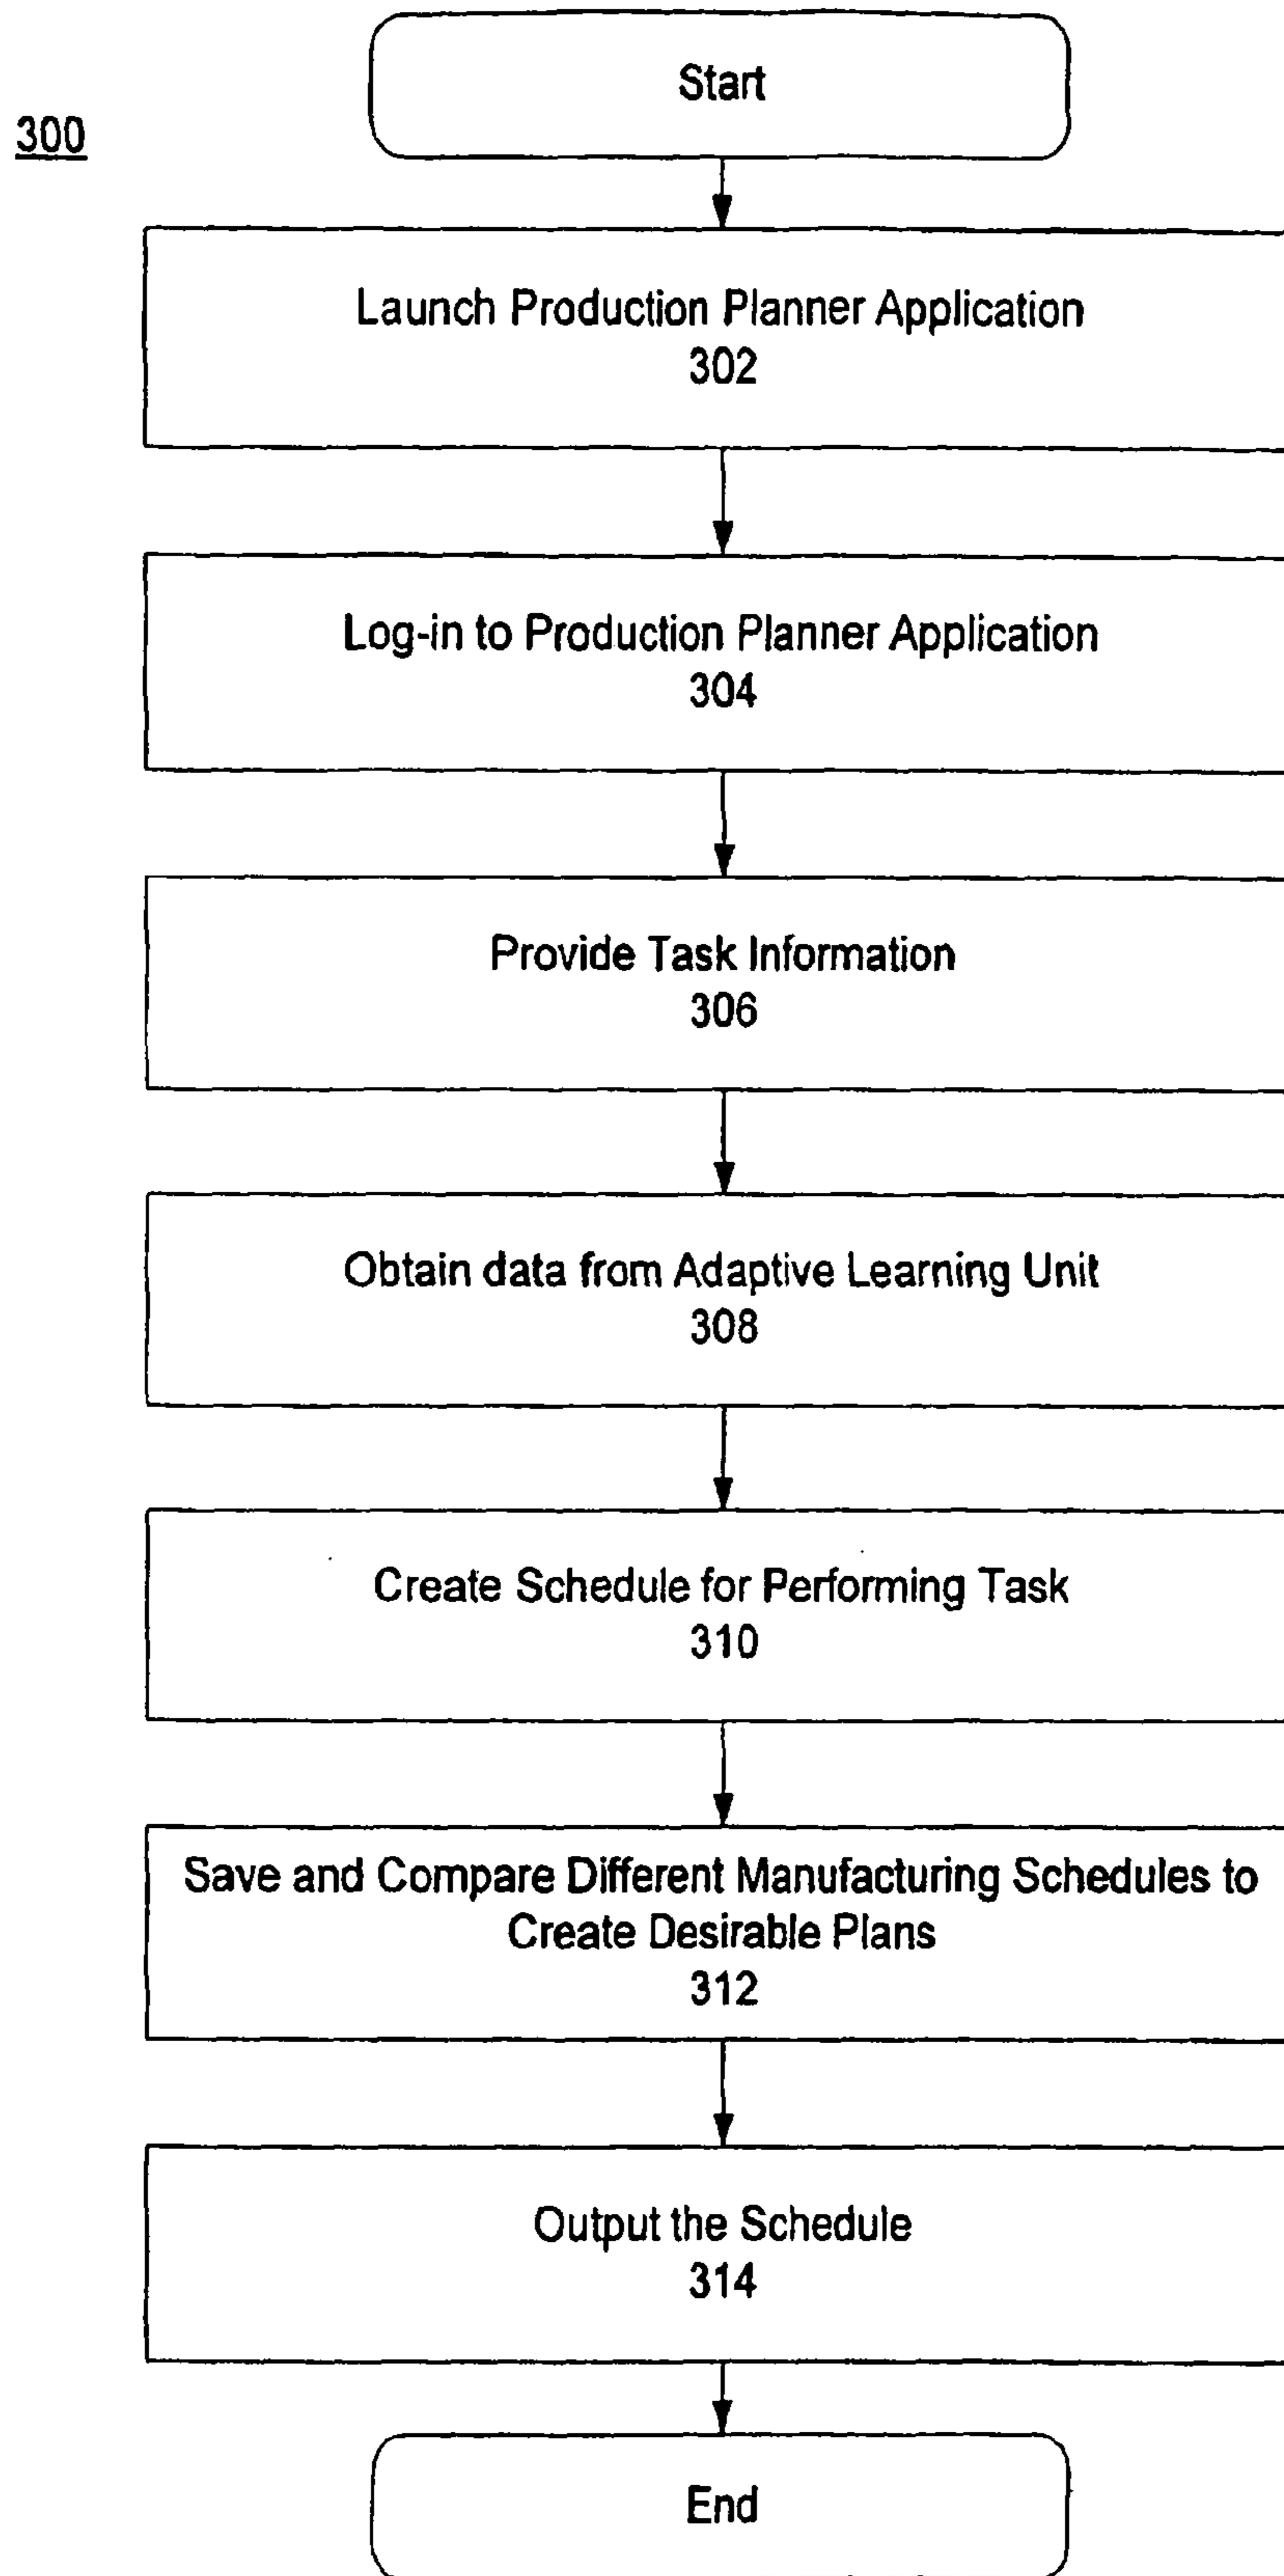 Start
300
Launch Production Planner Application
302
Log-in to Production Planner Application
304
Provide Task Information
306
Obtain data from Adaptive Learning Unit
308
Create Schedule for Performing Task
310
Save and Compare Different Manufacturing Schedules to
Create Desirable Plans
312
Output the Schedule
314
End